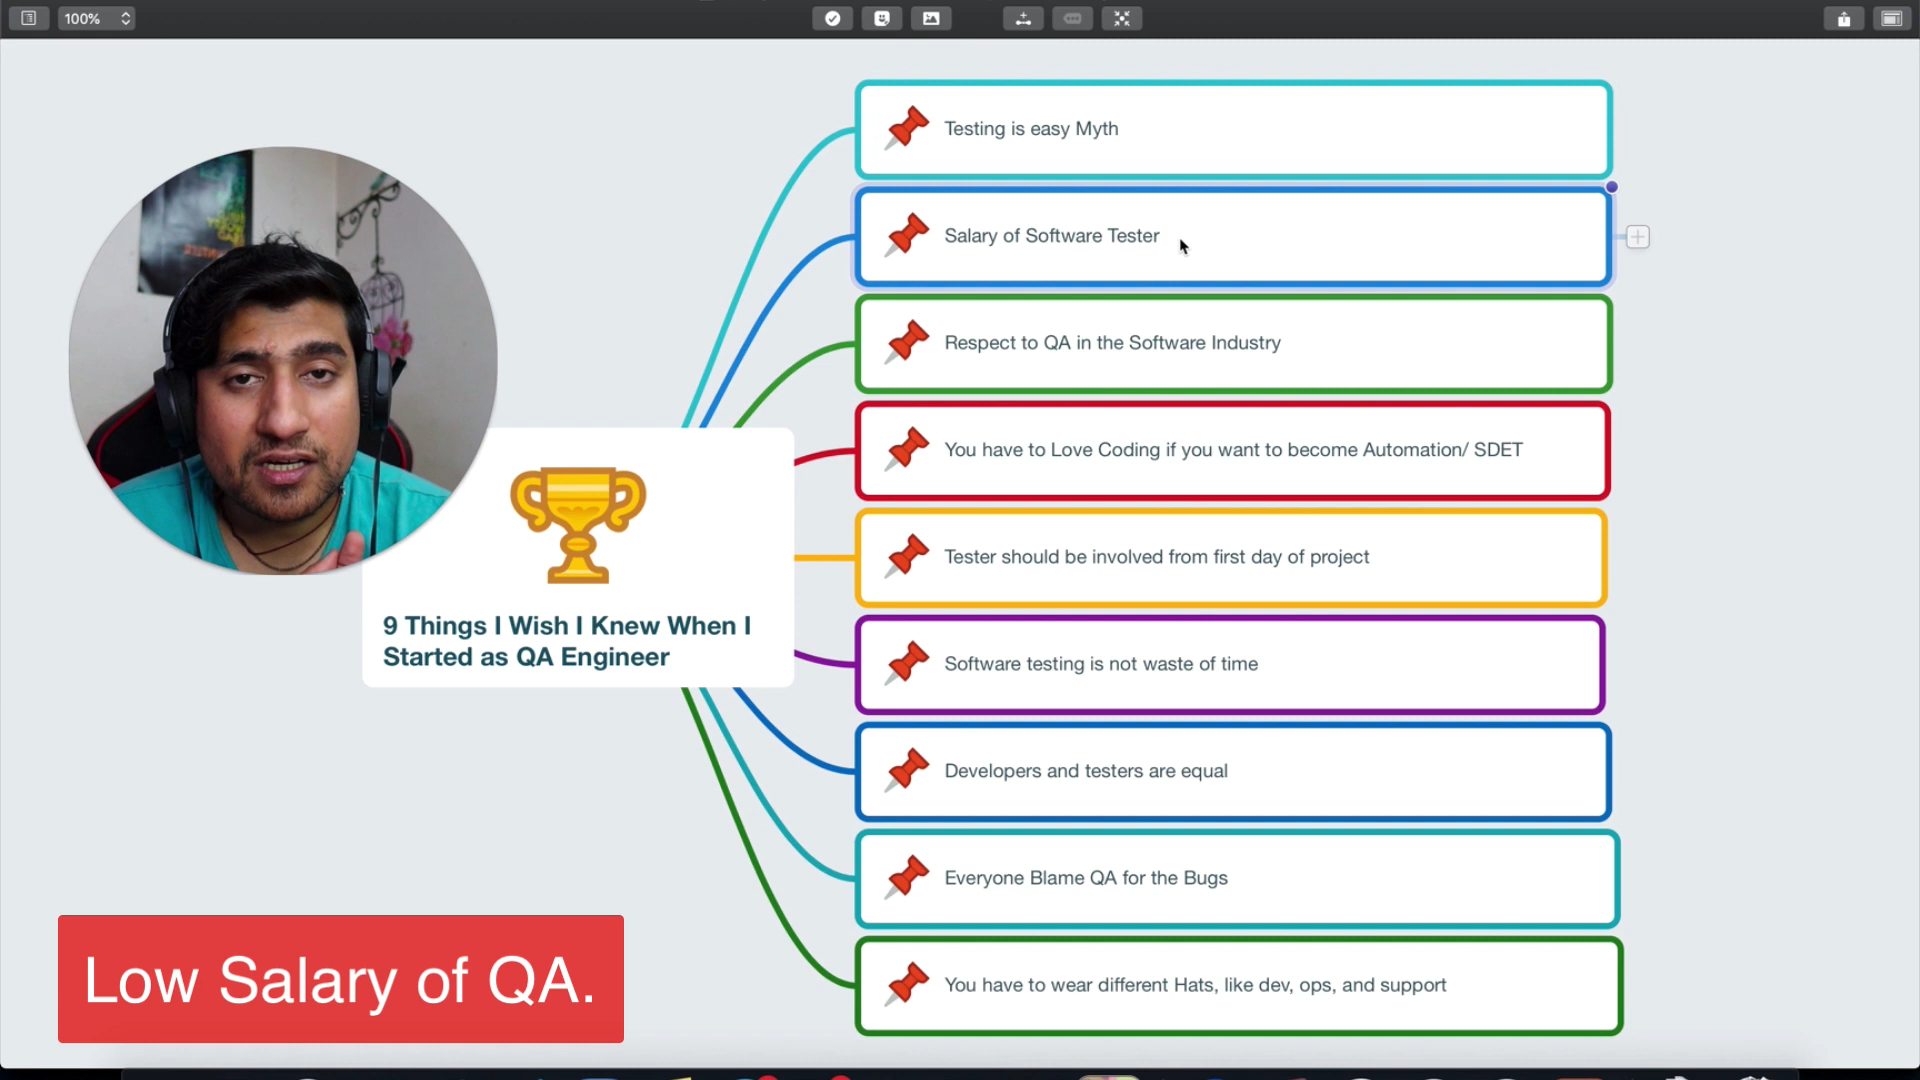 100%
Testing is easy Myth
Salary of Software Tester
Respect to QA in the Software Industry
You have to Love Coding if you want to become Automation/ SDET
Tester should be involved from first day of project
Software testing is not waste of time
Developers and testers are equal
Everyone Blame QA for the Bugs
You have to wear different Hats, like dev, ops, and support
9 Things I Wish I Knew When I
Started as QA Engineer
Low Salary of QA.